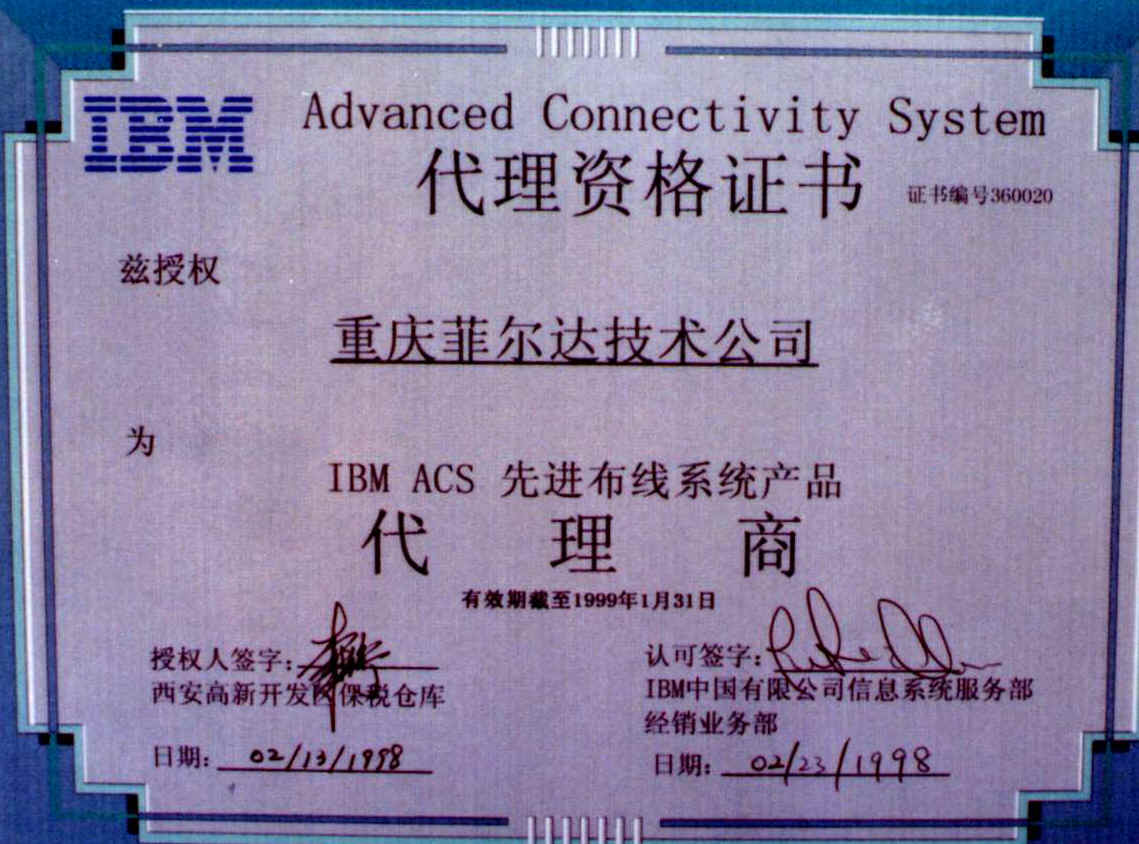 IBM
Advanced Connectivity System
代理资格证书
证书编号360020
兹授权
重庆菲尔达技术公司
为
IBM ACS 先进布线系统产品
代 理 商
有效期截至1999年1月31日
授权人签字:
西安高新开发区保税仓库
日期: 02/13/1998
认可签字:
IBM中国有限公司信息系统服务部
经销业务部
日期: 02/23/1998